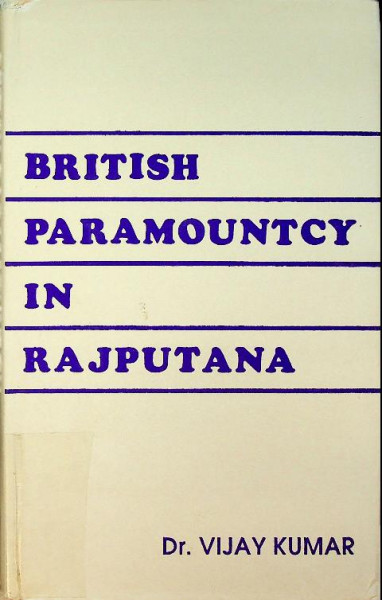 BRITISH
PARAMOUNTCY
IN
RAJPUTANA
Dr. VIJAY KUMAR